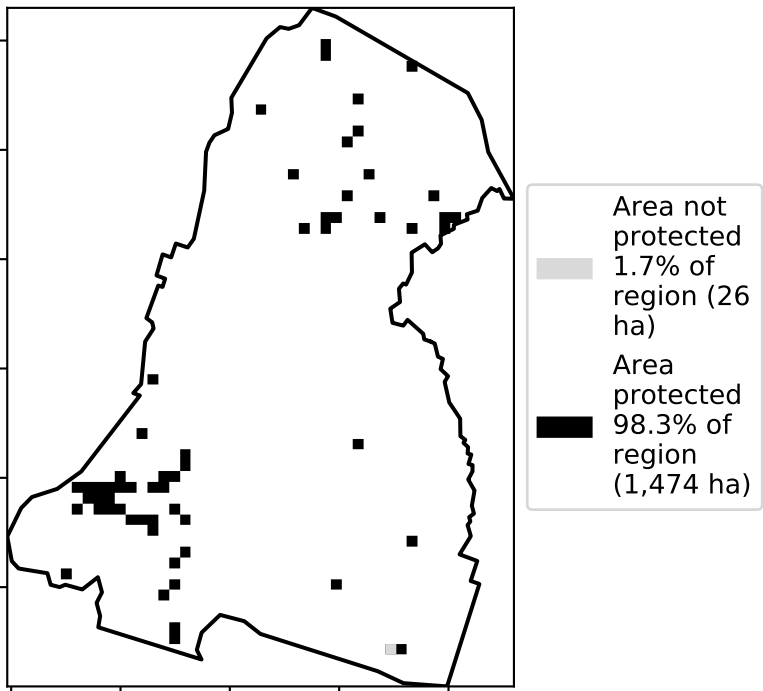 Area not
protected
1.7% of
region (26
ha)
Area
protected
98.3% of
region
(1,474 ha)